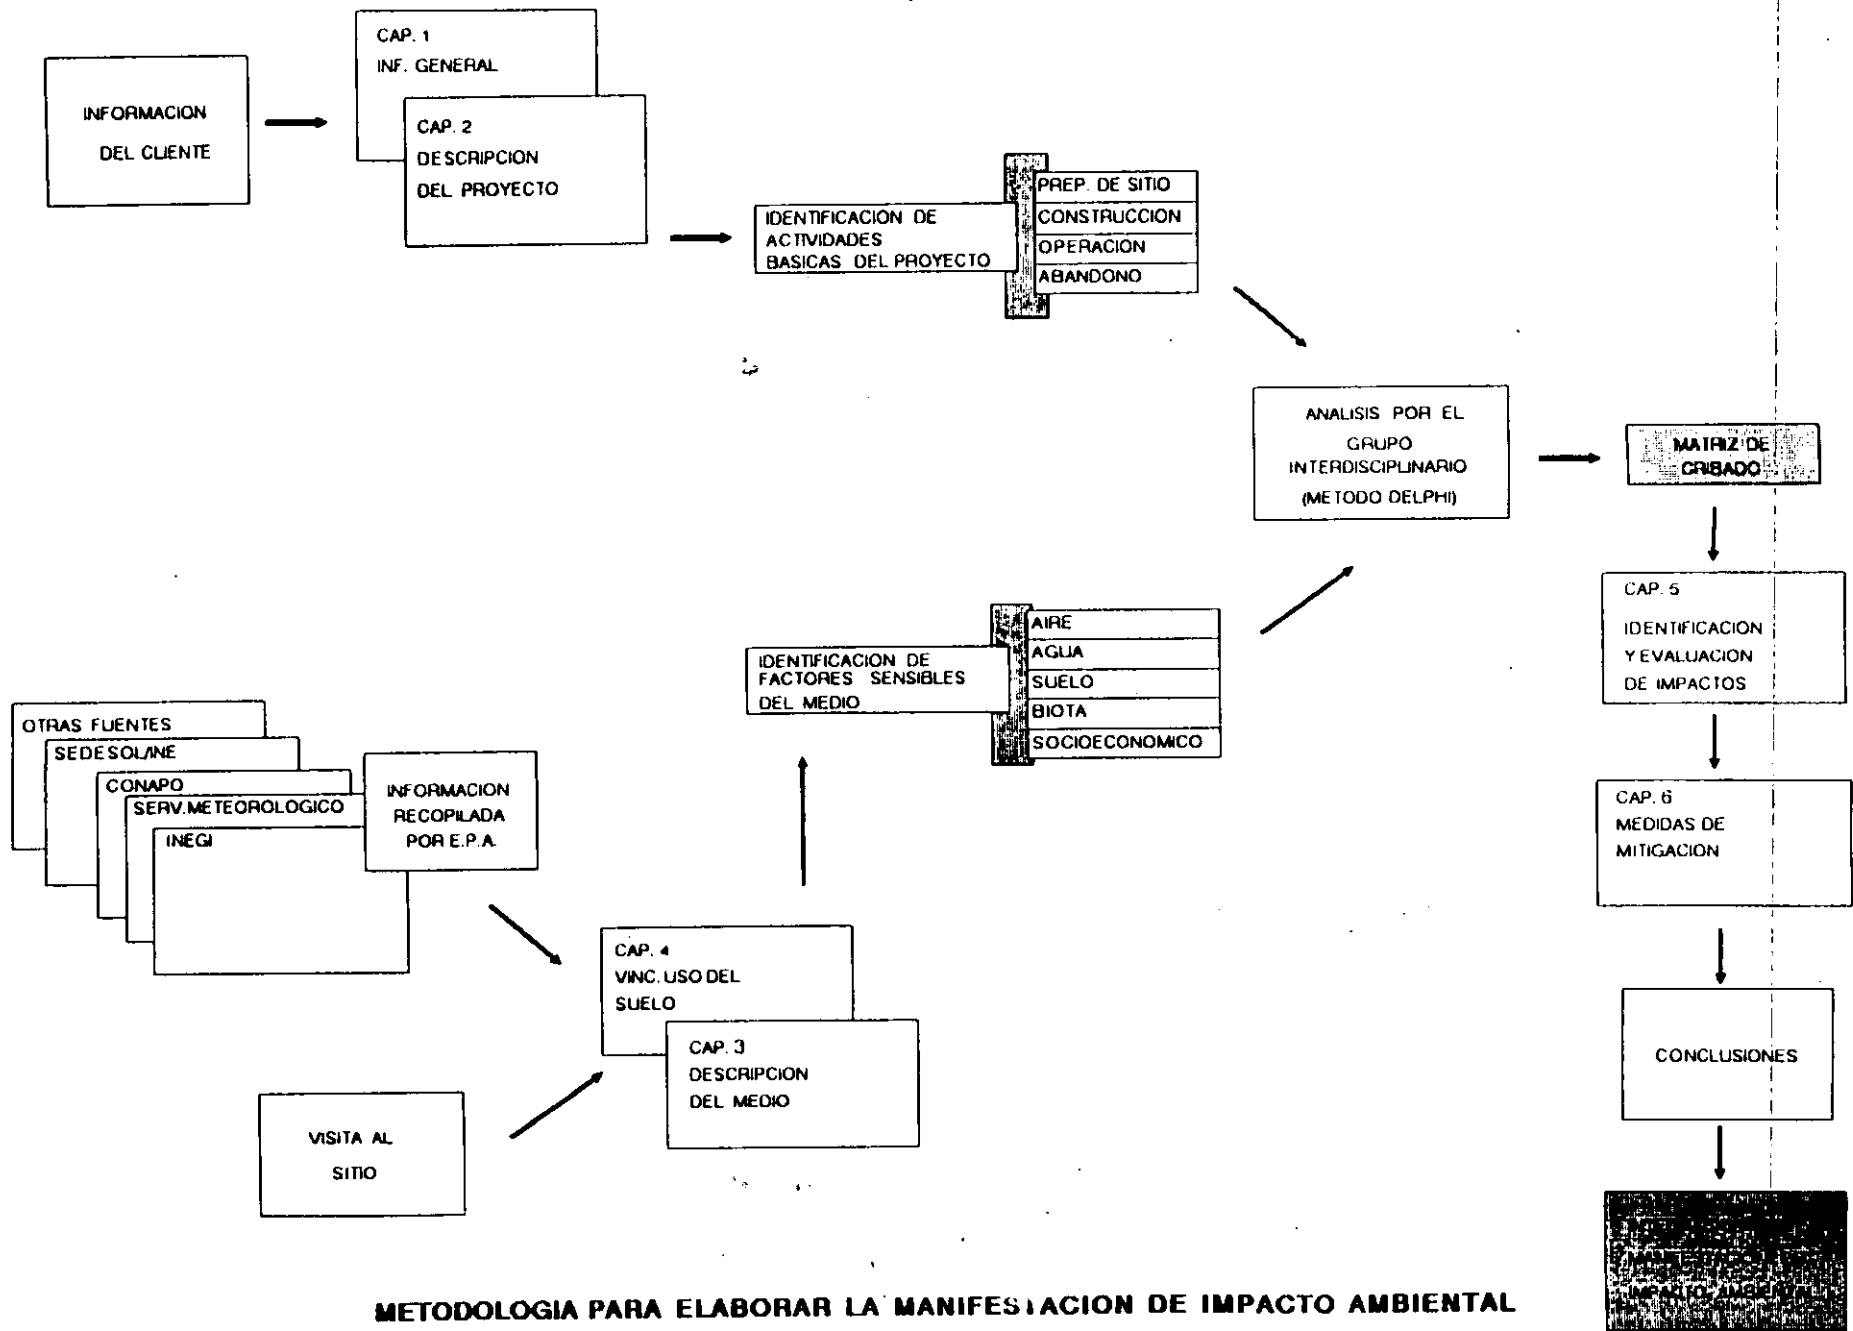 CAP. 1
INF. GENERAL
INFORMACION
DEL CLIENTE
CAP. 2
DESCRIPCION
DEL PROYECTO
IDENTIFICACION DE
ACTIVIDADES
BASICAS DEL PROYECTO
PREP. DE SITIO
CONSTRUCCION
OPERACION
ABANDONO
ANALISIS POR EL
GRUPO
INTERDISCIPLINARIO
(METODO DELPHI)
MATRIZ DE
CRIBADO
CAP. 5
IDENTIFICACION
Y EVALUACION
DE IMPACTOS
IDENTIFICACION DE
FACTORES SENSIBLES
DEL MEDIO
AIRE
AGUA
SUELO
BIOTA
SOCIOECONOMICO
OTRAS FUENTES
SEDESOL/INE
CONAPO
SERV.METEOROLOGICO
INEGI
INFORMACION
RECOPILADA
POR E.P.A.
CAP. 6
MEDIDAS DE
MITIGACION
CAP. 4
VINC. USO DEL
SUELO
CAP. 3
DESCRIPCION
DEL MEDIO
VISITA AL
SITIO
CONCLUSIONES
IMPACTO AMBIENTAL
METODOLOGIA PARA ELABORAR LA MANIFESTACION DE IMPACTO AMBIENTAL